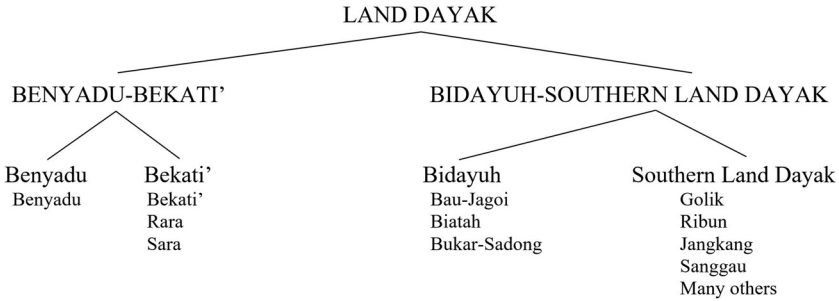 LAND DAYAK
BENYADU-BEKATI’
BIDAYUH-SOUTHERN LAND DAYAK
Benyadu
Benyadu
Bekati’
Bekati’
Rara
Sara
Bidayuh
Bau-Jagoi
Biatah
Bukar-Sadong
Southern Land Dayak
Golik
Ribun
Jangkang
Sanggau
Many others